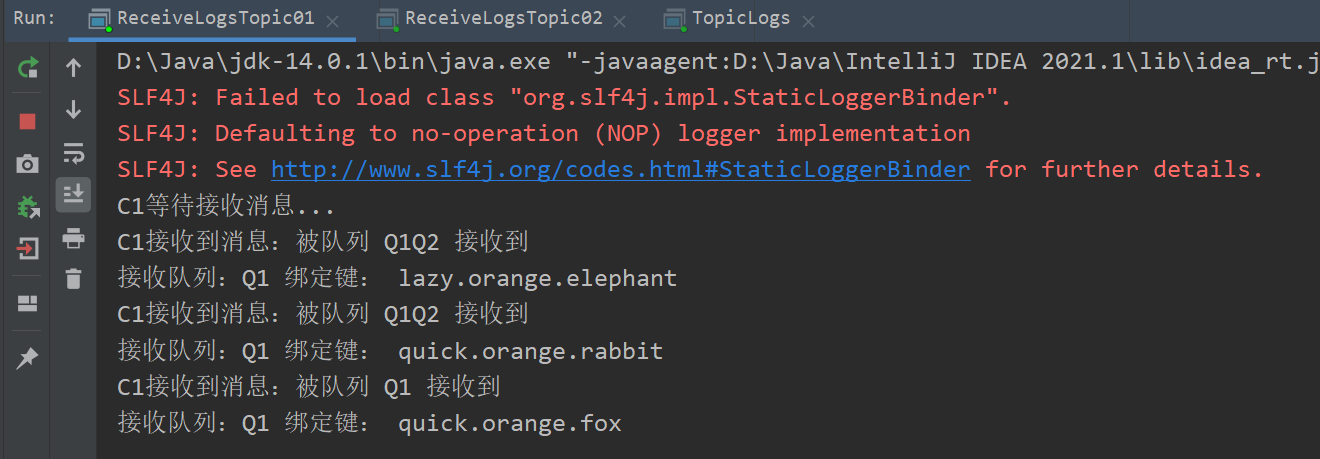 Run: ReceiveLogsTopic01 ReceiveLogsTopic02 TopicLogs
D:\Java\jdk-14.0.1\bin\java.exe "-javaagent:D:\Java\IntelliJ IDEA 2021.1\lib\idea_rt.j
SLF4J: Failed to load class "org.slf4j.impl.StaticLoggerBinder".
SLF4J: Defaulting to no-operation (NOP) logger implementation
SLF4J: See http://www.slf4j.org/codes.html#StaticLoggerBinder for further details.
C1等待接收消息...
C1接收到消息：被队列 Q1Q2 接收到
接收队列：Q1 绑定键： lazy.orange.elephant
C1接收到消息：被队列 Q1Q2 接收到
接收队列：Q1 绑定键： quick.orange.rabbit
C1接收到消息：被队列 Q1 接收到
接收队列：Q1 绑定键： quick.orange.fox